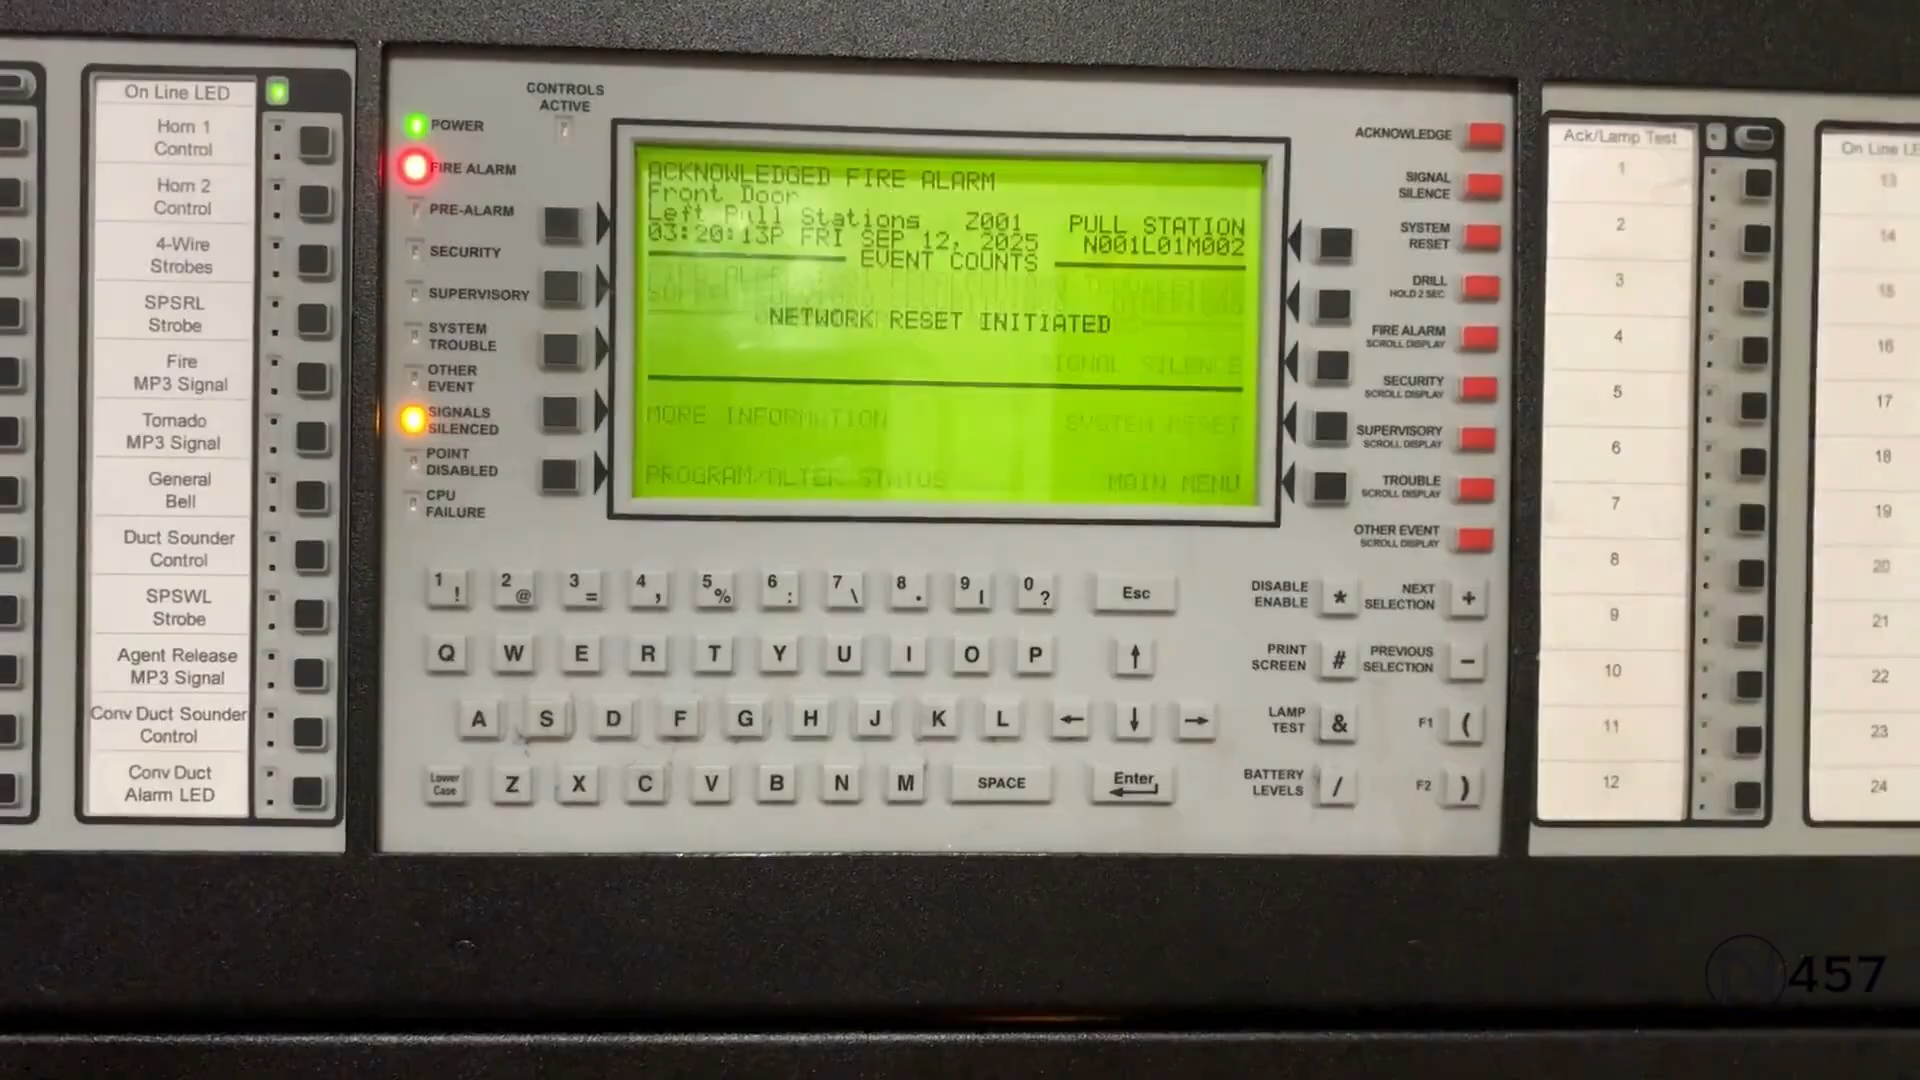 On Line LED
Horn 1
Control
Horn 2
Control
4-Wire
Strobes
SPSRL
Strobe
Fire
MP3 Signal
Tornado
MP3 Signal
General
Bell
Duct Sounder
Control
SPSWL
Strobe
Agent Release
MP3 Signal
Conv Duct Sounder
Control
Conv Duct
Alarm LED
CONTROLS
ACTIVE
POWER
FIRE ALARM
PRE-ALARM
SECURITY
SUPERVISORY
SYSTEM
TROUBLE
OTHER
EVENT
SIGNALS
SILENCED
POINT
DISABLED
CPU
FAILURE
ACKNOWLEDGED FIRE ALARM
Front Door
Left Pull Stations Z001 PULL STATION
03:20:13P FRI SEP 12, 2025 N001L01M002
EVENT COUNTS
NETWORK RESET INITIATED
SIGNAL SILENCE
MORE INFORMATION SYSTEM RESET
PROGRAM/ALTER STATUS MAIN MENU
ACKNOWLEDGE
SIGNAL
SILENCE
SYSTEM
RESET
DRILL
HOLD 2 SEC
FIRE ALARM
SCROLL DISPLAY
SECURITY
SCROLL DISPLAY
SUPERVISORY
SCROLL DISPLAY
TROUBLE
SCROLL DISPLAY
OTHER EVENT
SCROLL DISPLAY
1 ! 2 @ 3 = 4 , 5 % 6 : 7 \ 8 . 9 | 0 ? Esc
Q W E R T Y U I O P ↑
A S D F G H J K L ← ↓ →
Lower
Case
Z X C V B N M SPACE Enter
DISABLE
ENABLE
*
NEXT
SELECTION
+
PRINT
SCREEN
#
PREVIOUS
SELECTION
−
LAMP
TEST
&
F1 (
BATTERY
LEVELS
/
F2 )
Ack/Lamp Test
1
2
3
4
5
6
7
8
9
10
11
12
On Line LE
13
14
15
16
17
18
19
20
21
22
23
24
N457